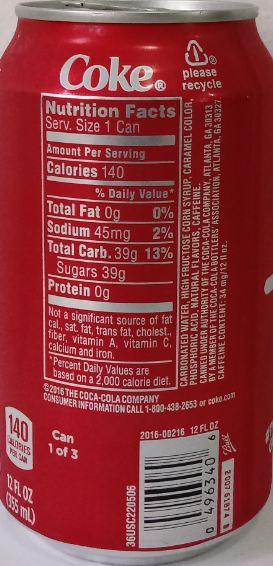 Coke®
please
recycle
Nutrition Facts
Serv. Size 1 Can
Amount Per Serving
Calories 140
% Daily Value*
Total Fat 0g 0%
Sodium 45mg 2%
Total Carb. 39g 13%
Sugars 39g
Protein 0g
Not a significant source of fat
cal., sat. fat, trans fat, cholest.,
fiber, vitamin A, vitamin C,
calcium and iron.
*Percent Daily Values are
based on a 2,000 calorie diet.
CARBONATED WATER, HIGH FRUCTOSE CORN SYRUP, CARAMEL COLOR,
PHOSPHORIC ACID, NATURAL FLAVORS, CAFFEINE.
CANNED UNDER AUTHORITY OF THE COCA-COLA COMPANY, ATLANTA, GA 30313
BY A MEMBER OF THE COCA-COLA BOTTLERS' ASSOCIATION, ATLANTA, GA 30327
CAFFEINE CONTENT: 34 mg/12 fl oz.
©2016 THE COCA-COLA COMPANY
CONSUMER INFORMATION CALL 1-800-438-2653 or coke.com
140
CALORIES
PER CAN
12 FL OZ
(355 mL)
Can
1 of 3
2016-00216 12 FL OZ
36USC220506
0 496340 6
Ball